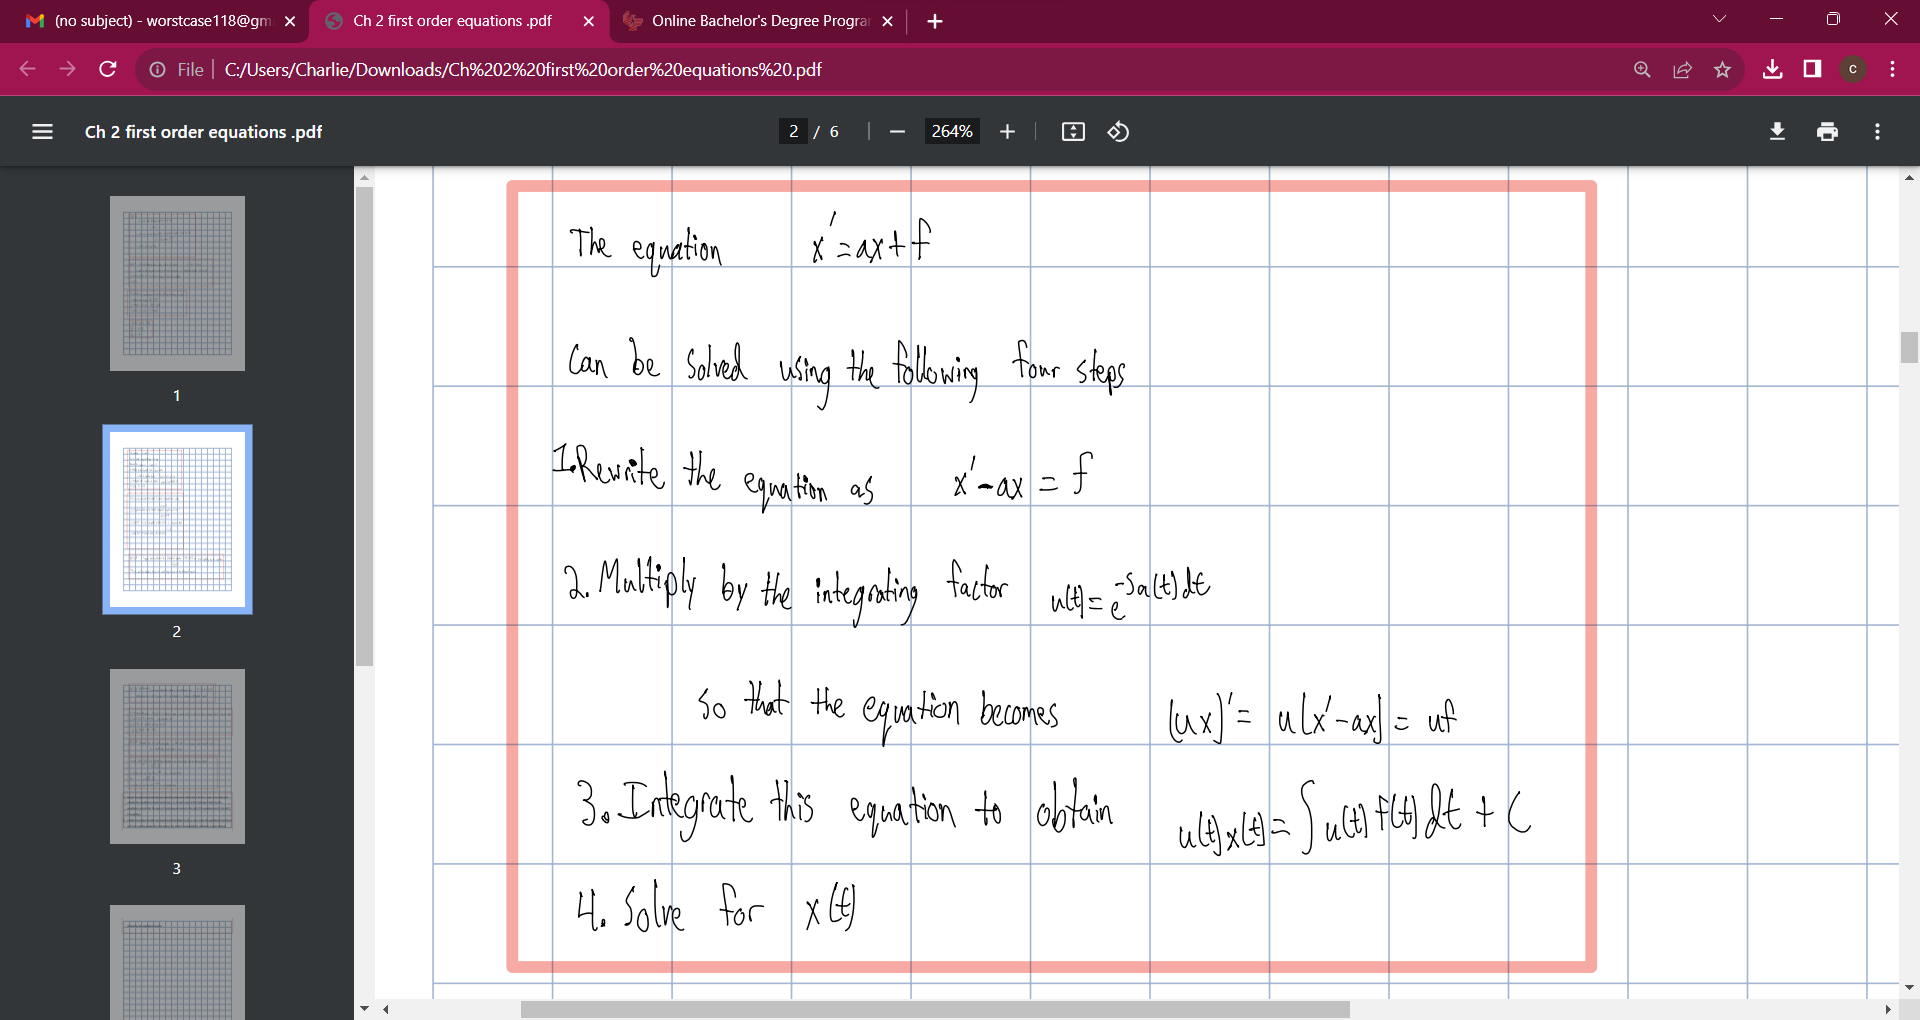 (no subject) - worstcase118@gm
Ch 2 first order equations .pdf
Online Bachelor's Degree Progra
File
C:/Users/Charlie/Downloads/Ch%202%20first%20order%20equations%20.pdf
c
Ch 2 first order equations .pdf
2 / 6
264%
1
2
3
The equation x' = ax + f
Can be solved using the following four steps
1. Rewrite the equation as x' - ax = f
2. Multiply by the integrating factor u(t) = e^{-∫a(t)dt}
so that the equation becomes (ux)' = u[x' - ax] = uf
3. Integrate this equation to obtain u(t)x(t) = ∫u(t)f(t)dt + C
4. Solve for x(t)